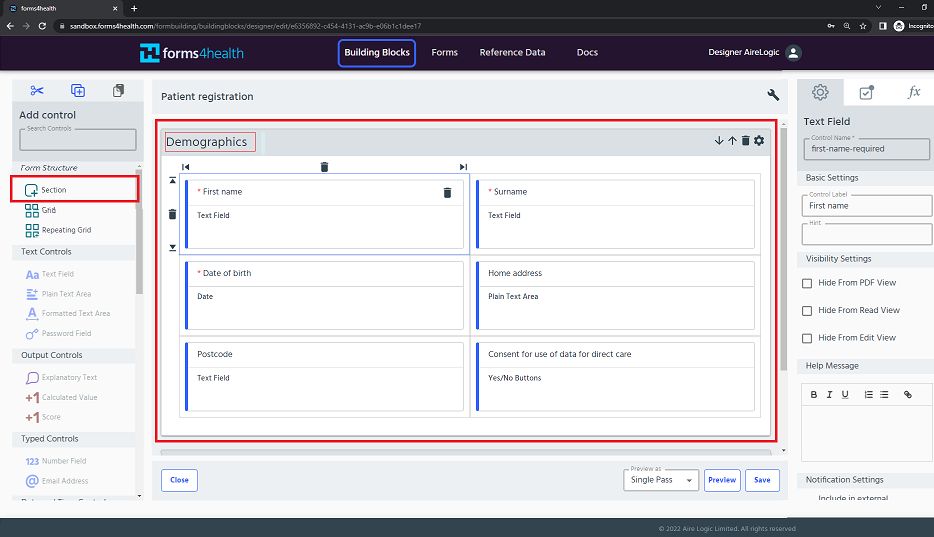 forms4health
sandbox.forms4health.com/formbuilding/buildingblocks/designer/edit/e6356892-c454-4131-ac9b-e06b1c1dee17
Incognito
forms4health
Building Blocks
Forms
Reference Data
Docs
Designer AireLogic
Add control
Search Controls
Form Structure
Section
Grid
Repeating Grid
Text Controls
Text Field
Plain Text Area
Formatted Text Area
Password Field
Output Controls
Explanatory Text
+1 Calculated Value
+1 Score
Typed Controls
123 Number Field
@ Email Address
Patient registration
Demographics
* First name
Text Field
* Surname
Text Field
* Date of birth
Date
Home address
Plain Text Area
Postcode
Text Field
Consent for use of data for direct care
Yes/No Buttons
Close
Preview as
Single Pass
Preview
Save
fx
Text Field
Control Name *
first-name-required
Basic Settings
Control Label
First name
Hint
Visibility Settings
Hide From PDF View
Hide From Read View
Hide From Edit View
Help Message
B I U
Notification Settings
Include in external
© 2022 Aire Logic Limited. All rights reserved